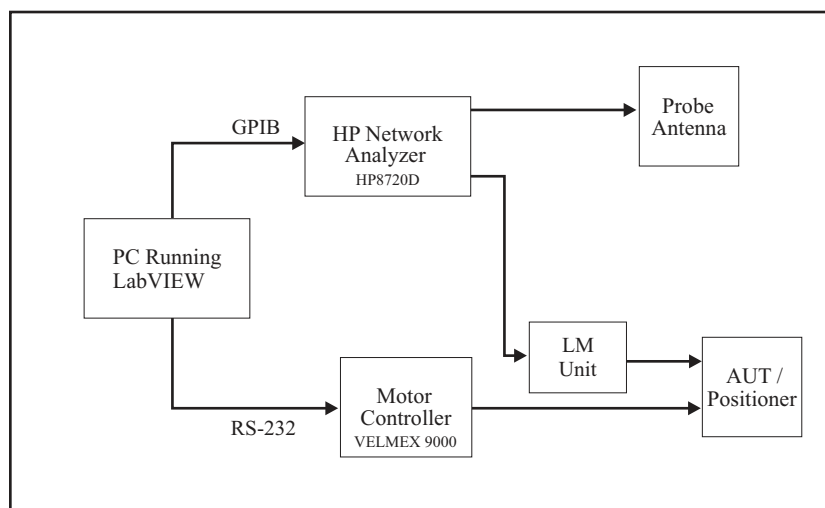 GPIB
HP Network
Analyzer
HP8720D
Probe
Antenna
PC Running
LabVIEW
LM
Unit
AUT /
Positioner
Motor
Controller
VELMEX 9000
RS-232